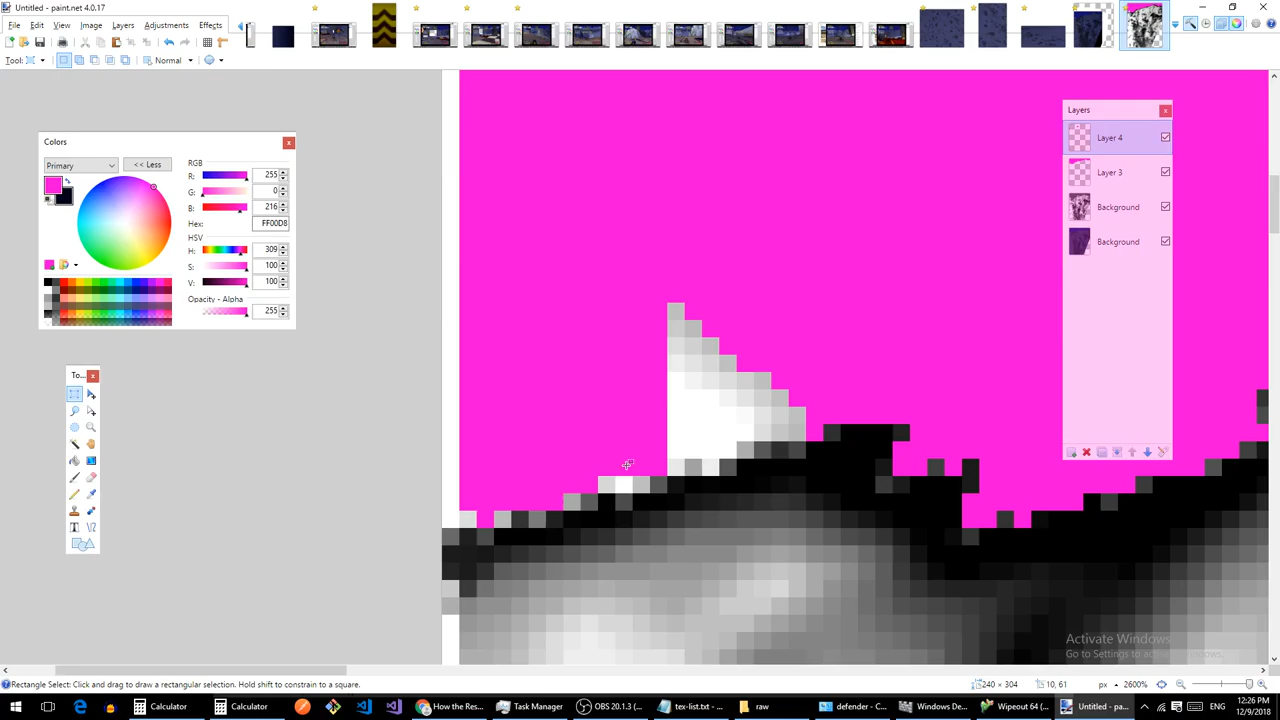 Untitled - paint.net 4.0.17
File Edit View Image Layers Adjustments Effects
Tool: Normal
Layers
Layer 4
Layer 3
Background
Background
Colors
Primary << Less
RGB
R: 255
G: 0
B: 216
Hex: FF00D8
HSV
H: 309
S: 100
V: 100
Opacity - Alpha
255
To...
Activate Windows
Go to Settings to activate Windows.
Rectangle Select: Click and drag to draw a rectangular selection. Hold shift to constrain to a square.
240 × 304 10, 61 px 2600%
Calculator Calculator How the Res... Task Manager OBS 20.1.3 (... tex-list.txt - ... raw defender - C... Windows De... Wipeout 64 (... Untitled - pa... ENG 12:26 PM
12/9/2018